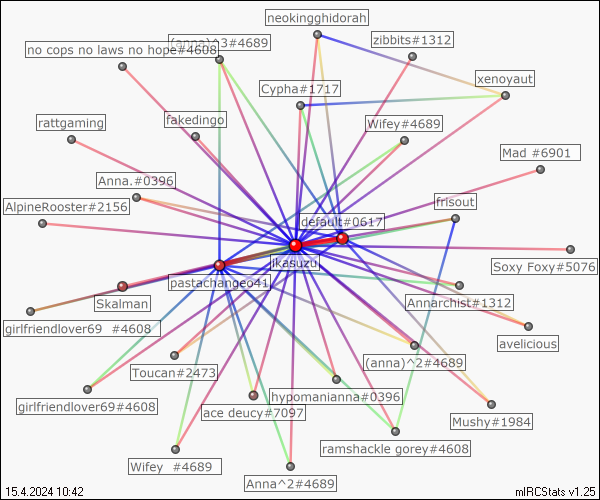 neokingghidorah
zibbits#1312
(anna)^3#4689
no cops no laws no hope#4608
xenoyaut
Cypha#1717
rattgaming
fakedingo
Wifey#4689
Mad #6901
Anna.#0396
AlpineRooster#2156
frisout
default#0617
ikasuzu
Soxy Foxy#5076
pastachangeo41
Skalman
Annarchist#1312
girlfriendlover69 #4608
avelicious
(anna)^2#4689
Toucan#2473
hypomanianna#0396
girlfriendlover69#4608
ace deucy#7097
Mushy#1984
ramshackle gorey#4608
Wifey #4689
Anna^2#4689
15.4.2024 10:42
mIRCStats v1.25